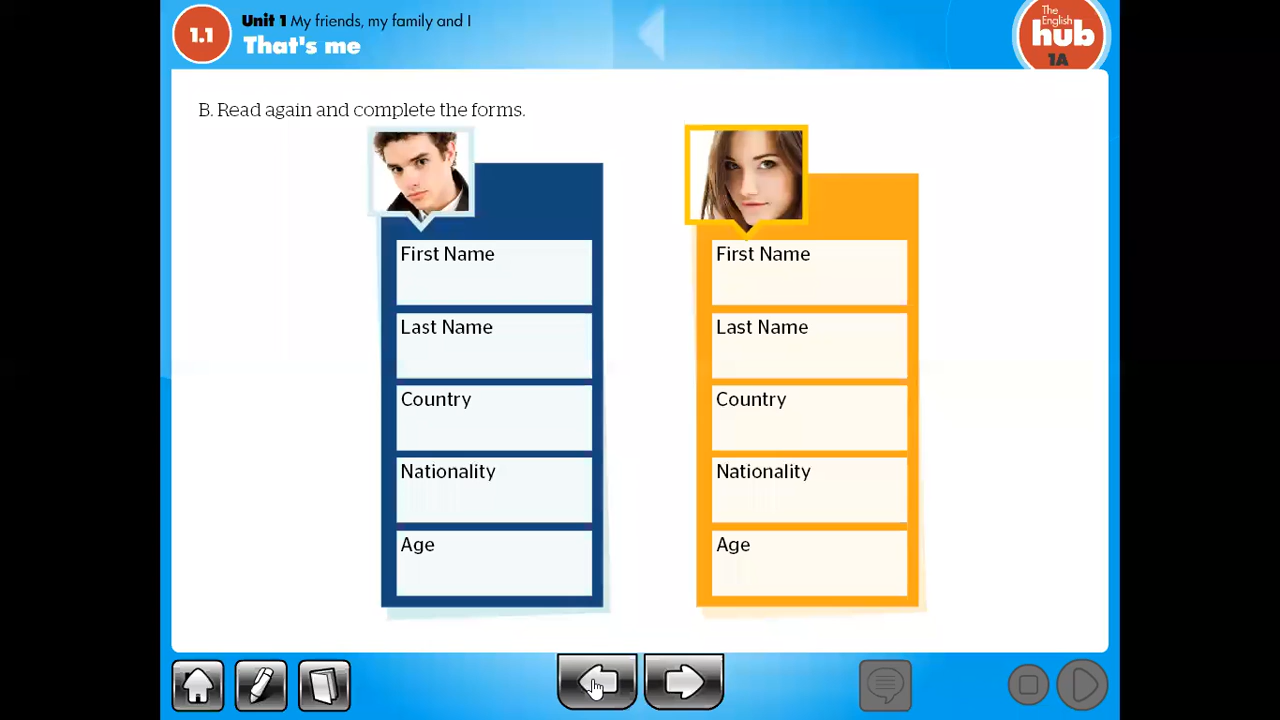 1.1
Unit 1 My friends, my family and I
That's me
The
English
hub
1A
B. Read again and complete the forms.
First Name
Last Name
Country
Nationality
Age
First Name
Last Name
Country
Nationality
Age